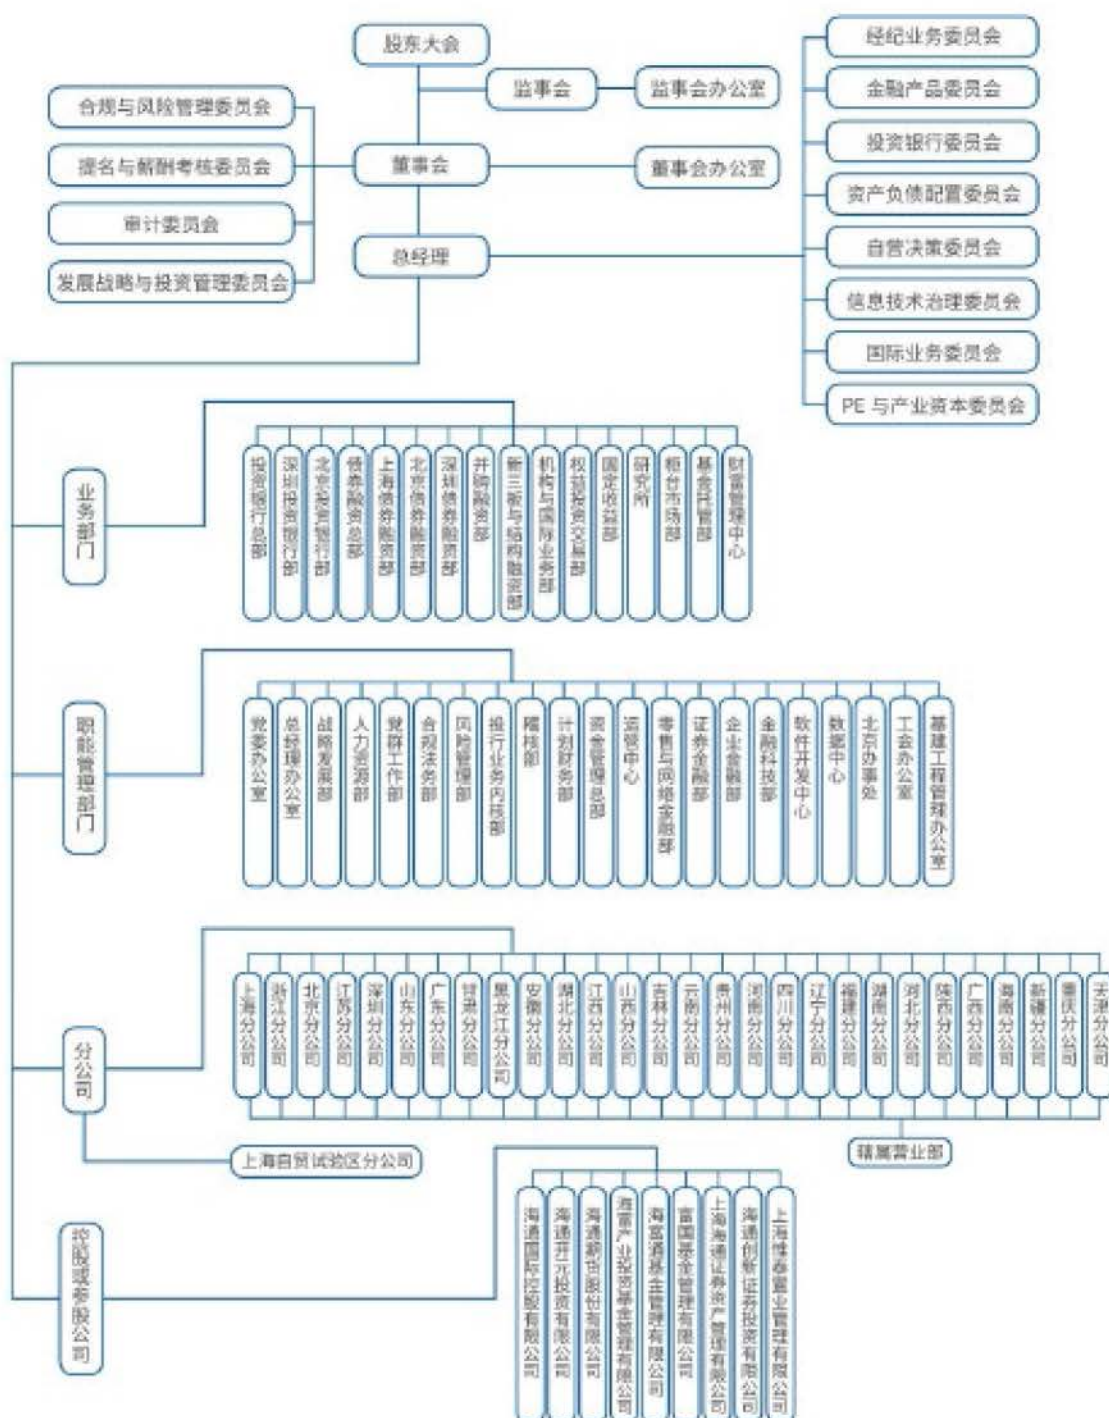 股东大会
监事会
监事会办公室
董事会
董事会办公室
总经理
合规与风险管理委员会
提名与薪酬考核委员会
审计委员会
发展战略与投资管理委员会
经纪业务委员会
金融产品委员会
投资银行委员会
资产负债配置委员会
自营决策委员会
信息技术治理委员会
国际业务委员会
PE 与产业资本委员会
业务部门
投资银行总部
深圳投资银行部
北京投资银行部
债券融资总部
上海债券融资部
北京债券融资部
深圳债券融资部
并购融资部
新三板与结构融资部
机构与国际业务部
权益投资交易部
固定收益部
研究所
柜台市场部
基金托管部
财富管理中心
职能管理部门
党委办公室
总经理办公室
战略发展部
人力资源部
党群工作部
合规法务部
风险管理部
投行业务内核部
稽核部
计划财务部
资金管理总部
运营中心
零售与网络金融部
证券金融部
企业金融部
金融科技部
软件开发中心
数据中心
北京办事处
工会办公室
基建工程管理办公室
分公司
上海分公司
浙江分公司
北京分公司
江苏分公司
深圳分公司
山东分公司
广东分公司
甘肃分公司
黑龙江分公司
安徽分公司
湖北分公司
江西分公司
山西分公司
吉林分公司
云南分公司
贵州分公司
河南分公司
四川分公司
辽宁分公司
福建分公司
湖南分公司
河北分公司
陕西分公司
广西分公司
海南分公司
新疆分公司
重庆分公司
天津分公司
上海自贸试验区分公司
辖属营业部
控股或参股公司
海通国际控股有限公司
海通开元投资有限公司
海通期货股份有限公司
海富产业投资基金管理有限公司
海富通基金管理有限公司
富国基金管理有限公司
上海海通证券资产管理有限公司
海通创新证券投资有限公司
上海惟泰置业管理有限公司